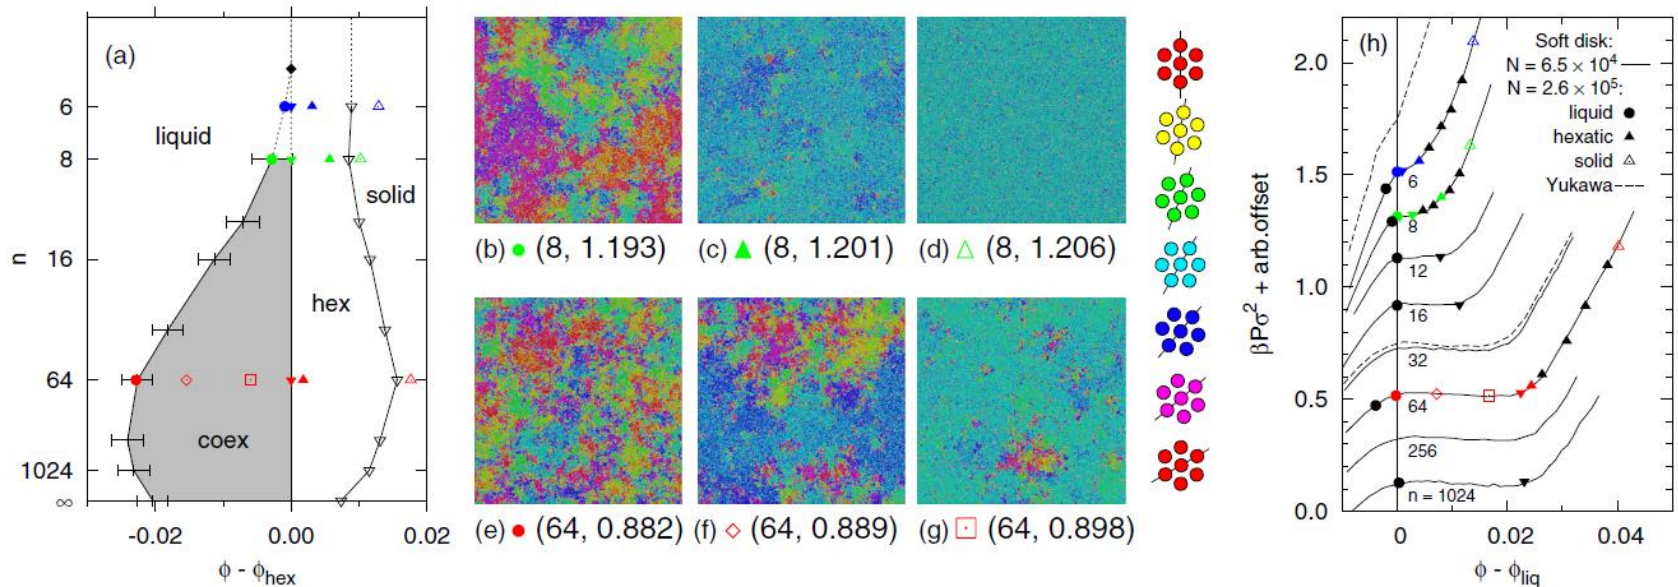 (a)
n
6
8
16
64
1024
∞
liquid
solid
hex
coex
-0.02
0.00
0.02
ϕ - ϕhex
(b) ● (8, 1.193)
(c) ▲ (8, 1.201)
(d) △ (8, 1.206)
(e) ● (64, 0.882)
(f) ◇ (64, 0.889)
(g) ⊡ (64, 0.898)
(h)
βPσ² + arb.offset
2.0
1.5
1.0
0.5
0.0
Soft disk:
N = 6.5 × 10⁴
N = 2.6 × 10⁵:
liquid ●
hexatic ▲
solid △
Yukawa
6
8
12
16
32
64
256
n = 1024
0
0.02
0.04
ϕ - ϕliq